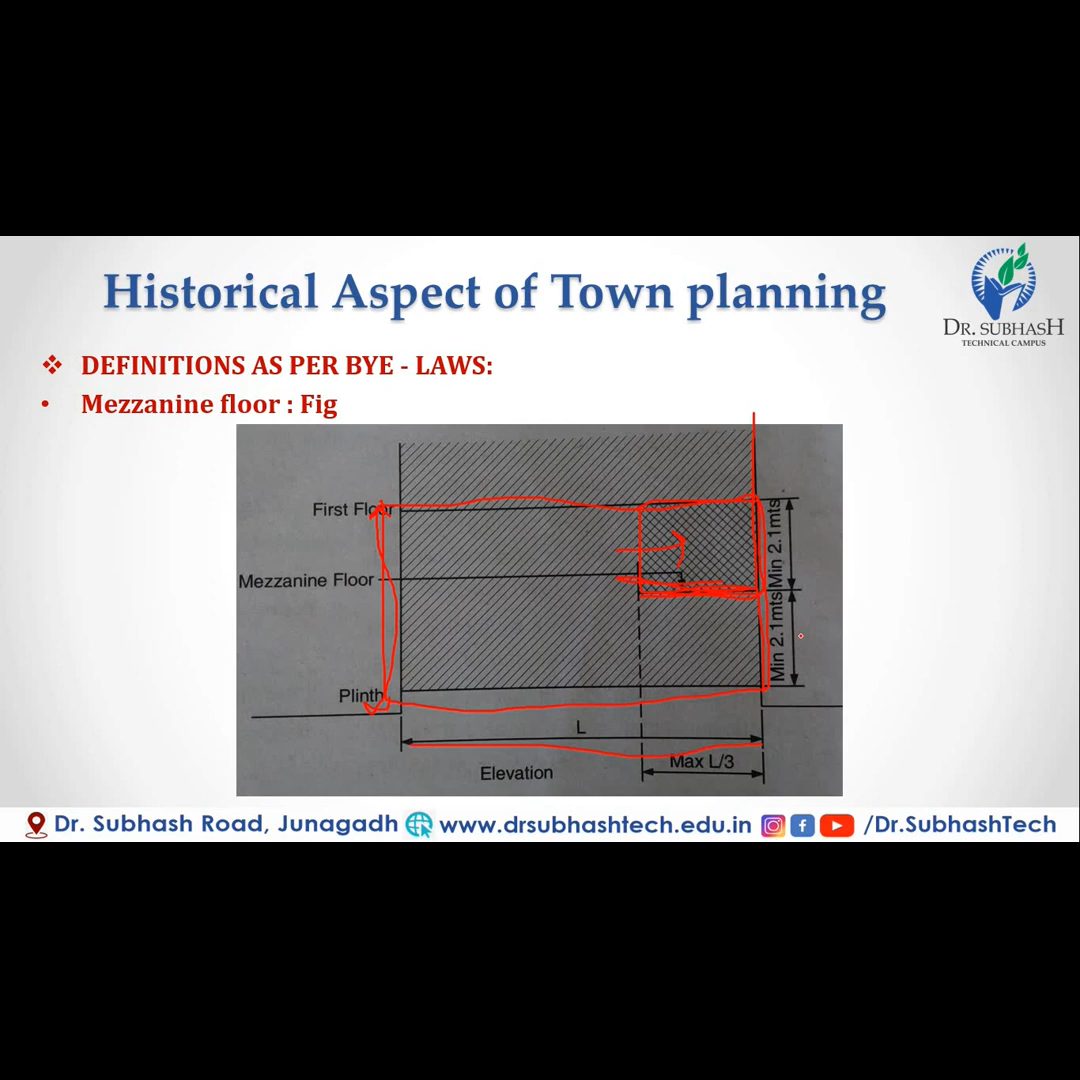 Historical Aspect of Town planning
DR. SUBHASH
TECHNICAL CAMPUS
❖ DEFINITIONS AS PER BYE - LAWS:
• Mezzanine floor : Fig
First Floor
Min 2.1mts
Mezzanine Floor
Min 2.1mts
Plinth
L
Max L/3
Elevation
Dr. Subhash Road, Junagadh www.drsubhashtech.edu.in /Dr.SubhashTech